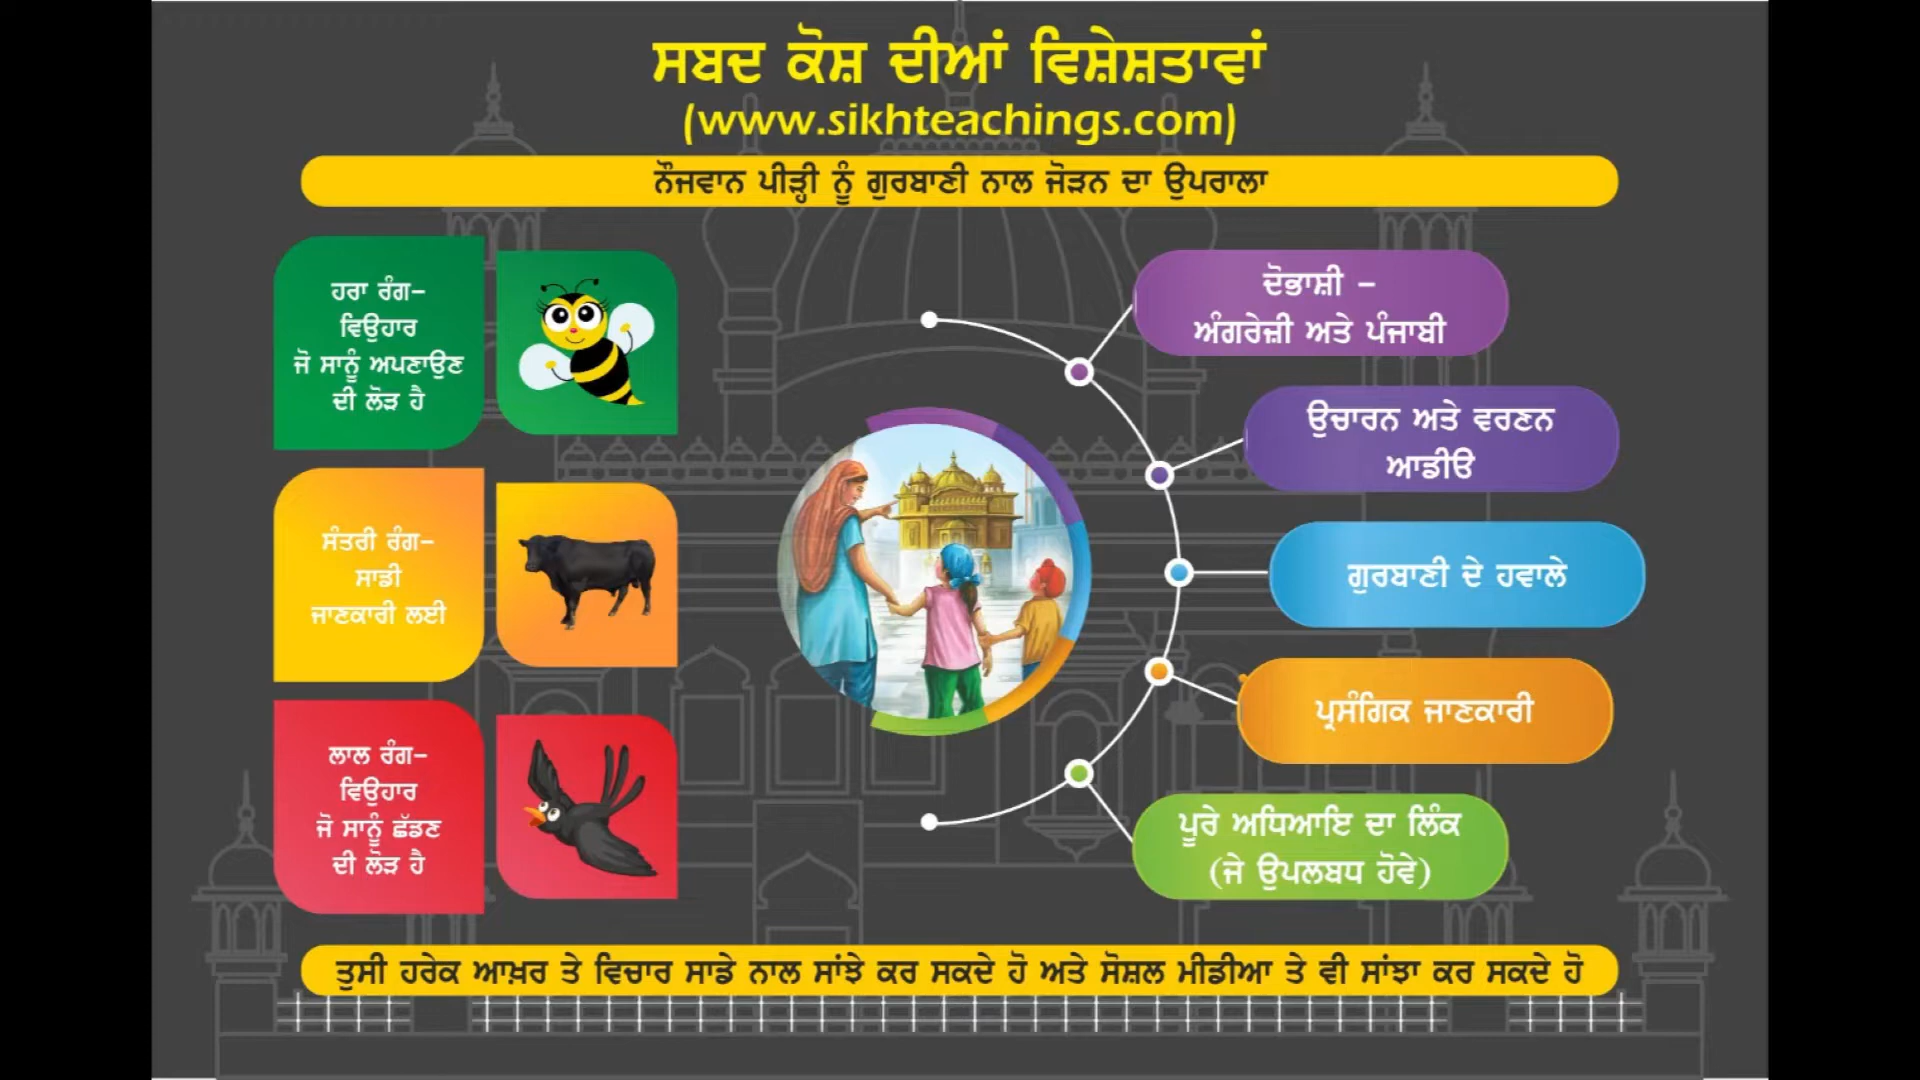 ਸਬਦ ਕੋਸ਼ ਦੀਆਂ ਵਿਸ਼ੇਸ਼ਤਾਵਾਂ
(www.sikhteachings.com)
ਨੌਜਵਾਨ ਪੀੜ੍ਹੀ ਨੂੰ ਗੁਰਬਾਣੀ ਨਾਲ ਜੋੜਨ ਦਾ ਉਪਰਾਲਾ
ਹਰਾ ਰੰਗ-
ਵਿਉਹਾਰ
ਜੋ ਸਾਨੂੰ ਅਪਣਾਉਣ
ਦੀ ਲੋੜ ਹੈ
ਸੰਤਰੀ ਰੰਗ-
ਸਾਡੀ
ਜਾਣਕਾਰੀ ਲਈ
ਲਾਲ ਰੰਗ-
ਵਿਉਹਾਰ
ਜੋ ਸਾਨੂੰ ਛੱਡਣ
ਦੀ ਲੋੜ ਹੈ
ਦੋਭਾਸ਼ੀ -
ਅੰਗਰੇਜ਼ੀ ਅਤੇ ਪੰਜਾਬੀ
ਉਚਾਰਨ ਅਤੇ ਵਰਣਨ
ਆਡੀਓ
ਗੁਰਬਾਣੀ ਦੇ ਹਵਾਲੇ
ਪ੍ਰਸੰਗਿਕ ਜਾਣਕਾਰੀ
ਪੂਰੇ ਅਧਿਆਇ ਦਾ ਲਿੰਕ
(ਜੇ ਉਪਲਬਧ ਹੋਵੇ)
ਤੁਸੀ ਹਰੇਕ ਆਖ਼ਰ ਤੇ ਵਿਚਾਰ ਸਾਡੇ ਨਾਲ ਸਾਂਝੇ ਕਰ ਸਕਦੇ ਹੋ ਅਤੇ ਸੋਸ਼ਲ ਮੀਡੀਆ ਤੇ ਵੀ ਸਾਂਝਾ ਕਰ ਸਕਦੇ ਹੋ